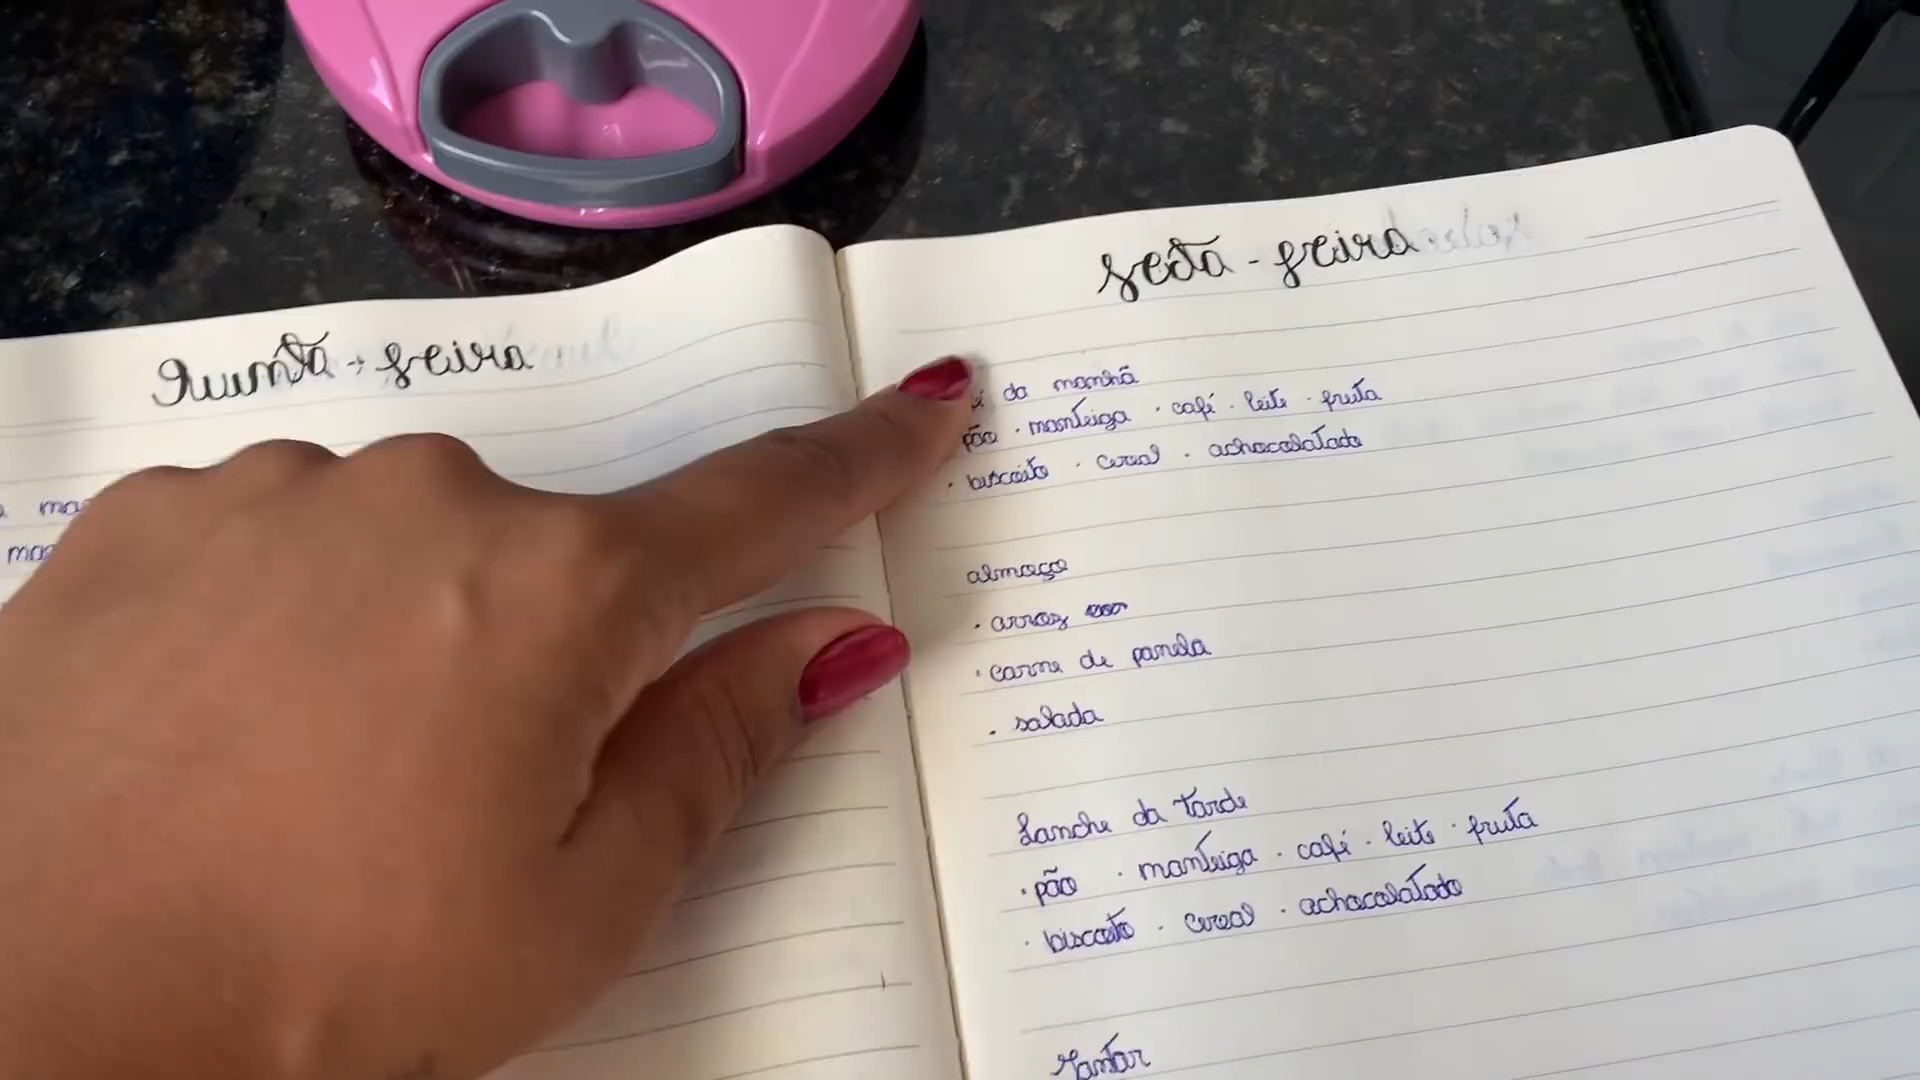 Quinta - feira
sexta - feira
da manhã
pão · manteiga · café · leite · fruta
· biscoito · cereal · achocolatado
almoço
· arroz
· carne de panela
· salada
Lanche da tarde
· pão · manteiga · café · leite · fruta
· biscoito · cereal · achocolatado
Jantar